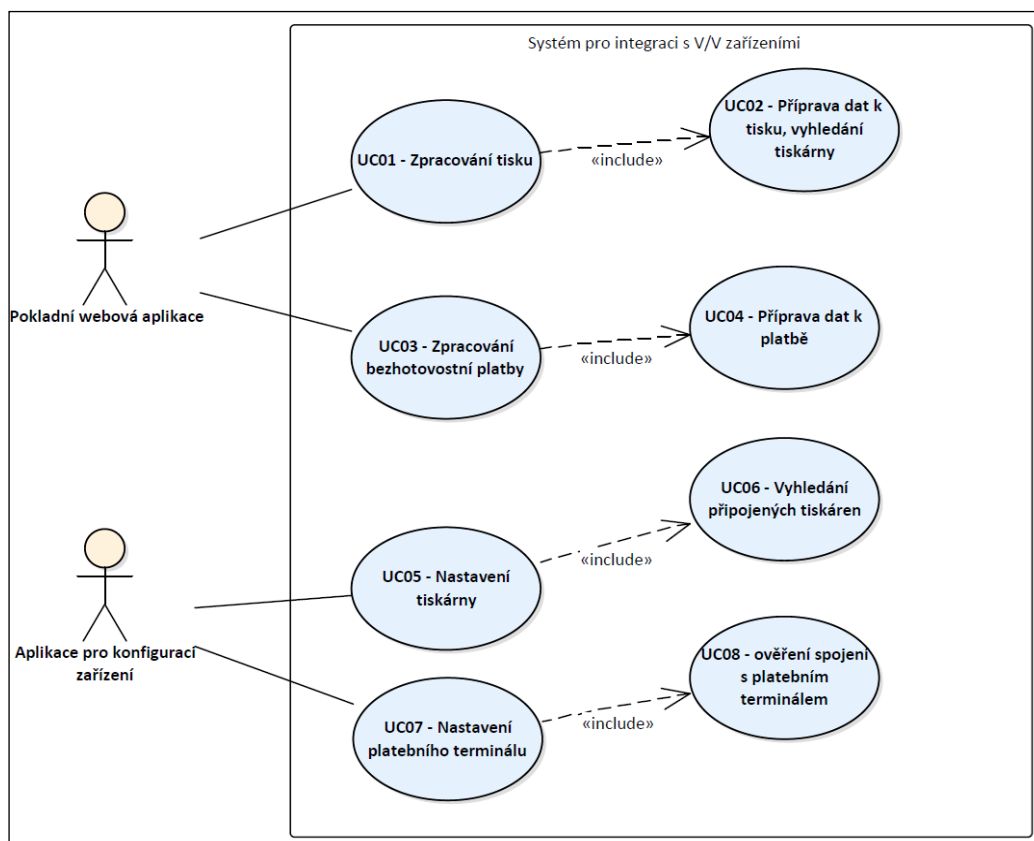 Systém pro integraci s V/V zařízeními
UC01 - Zpracování tisku
«include»
UC02 - Příprava dat k
tisku, vyhledání
tiskárny
Pokladní webová aplikace
UC03 - Zpracování
bezhotovostní platby
«include»
UC04 - Příprava dat k
platbě
UC05 - Nastavení
tiskárny
«include»
UC06 - Vyhledání
připojených tiskáren
Aplikace pro konfigurací
zařízení
UC07 - Nastavení
platebního terminálu
«include»
UC08 - ověření spojení
s platebním
terminálem